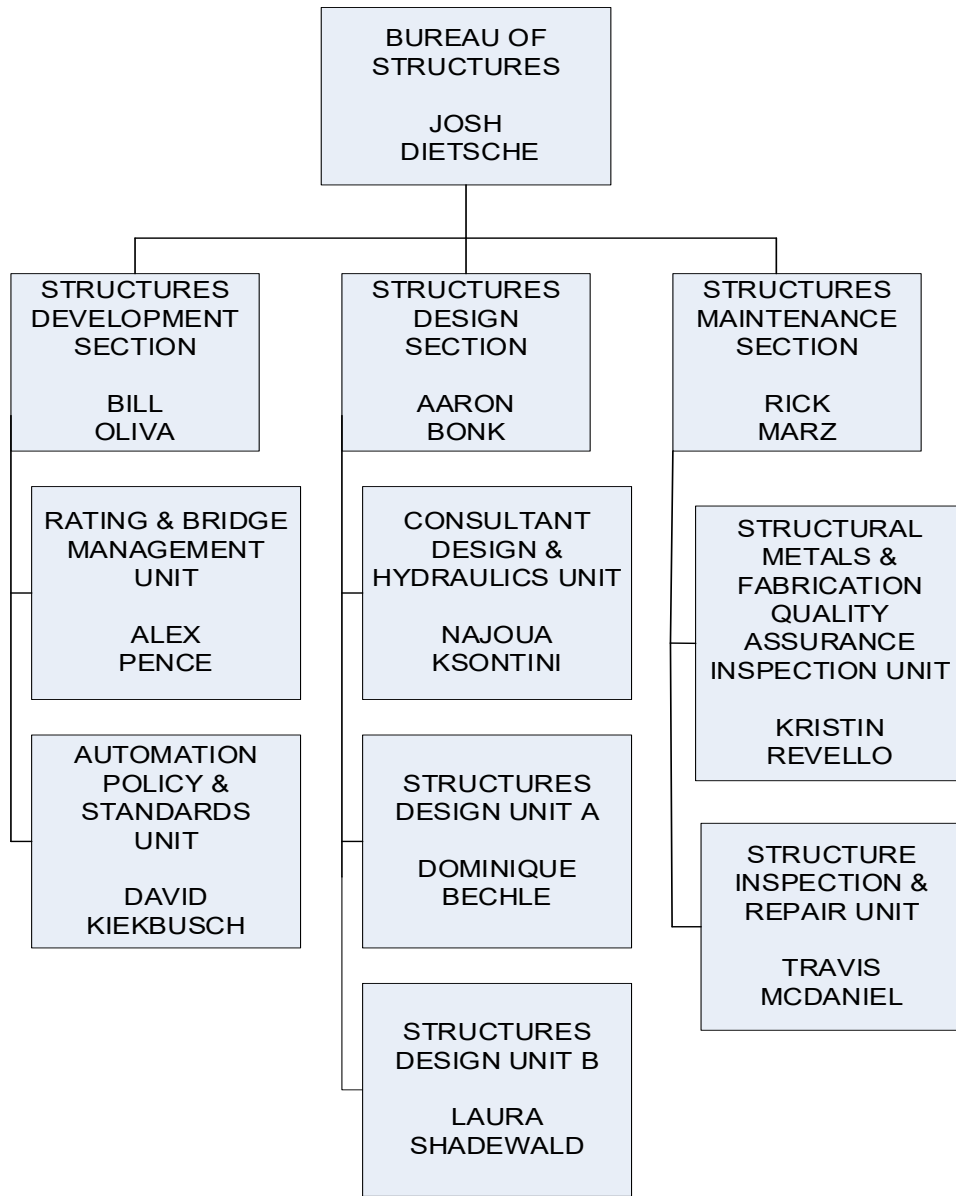 BUREAU OF
STRUCTURES
JOSH
DIETSCHE
STRUCTURES
DEVELOPMENT
SECTION
BILL
OLIVA
STRUCTURES
DESIGN
SECTION
AARON
BONK
STRUCTURES
MAINTENANCE
SECTION
RICK
MARZ
RATING & BRIDGE
MANAGEMENT
UNIT
ALEX
PENCE
CONSULTANT
DESIGN &
HYDRAULICS UNIT
NAJOUA
KSONTINI
STRUCTURAL
METALS &
FABRICATION
QUALITY
ASSURANCE
INSPECTION UNIT
KRISTIN
REVELLO
AUTOMATION
POLICY &
STANDARDS
UNIT
DAVID
KIEKBUSCH
STRUCTURES
DESIGN UNIT A
DOMINIQUE
BECHLE
STRUCTURE
INSPECTION &
REPAIR UNIT
TRAVIS
MCDANIEL
STRUCTURES
DESIGN UNIT B
LAURA
SHADEWALD